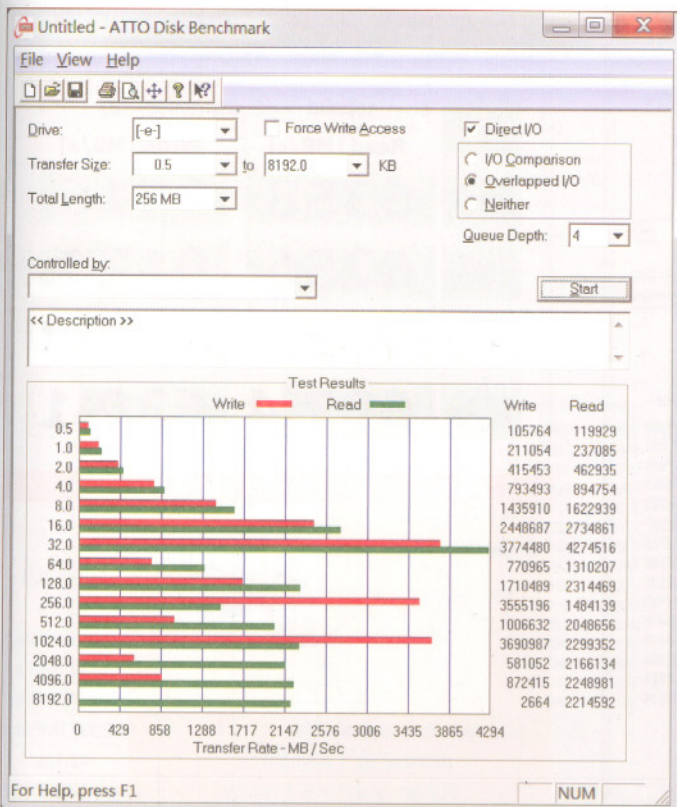 Untitled - ATTO Disk Benchmark
File View Help
Drive: [-e-] Force Write Access Direct I/O
Transfer Size: 0.5 to 8192.0 KB I/O Comparison
Overlapped I/O
Total Length: 256 MB Neither
Queue Depth: 4
Controlled by:
Start
<< Description >>
Test Results
Write Read Write Read
0.5 105764 119929
1.0 211054 237085
2.0 415453 462935
4.0 793493 894754
8.0 1435910 1622939
16.0 2448687 2734861
32.0 3774480 4274516
64.0 770965 1310207
128.0 1710489 2314469
256.0 3555196 1484139
512.0 1006632 2048656
1024.0 3690987 2299352
2048.0 581052 2166134
4096.0 872415 2248981
8192.0 2664 2214592
0 429 858 1288 1717 2147 2576 3006 3435 3865 4294
Transfer Rate - MB / Sec
For Help, press F1 NUM